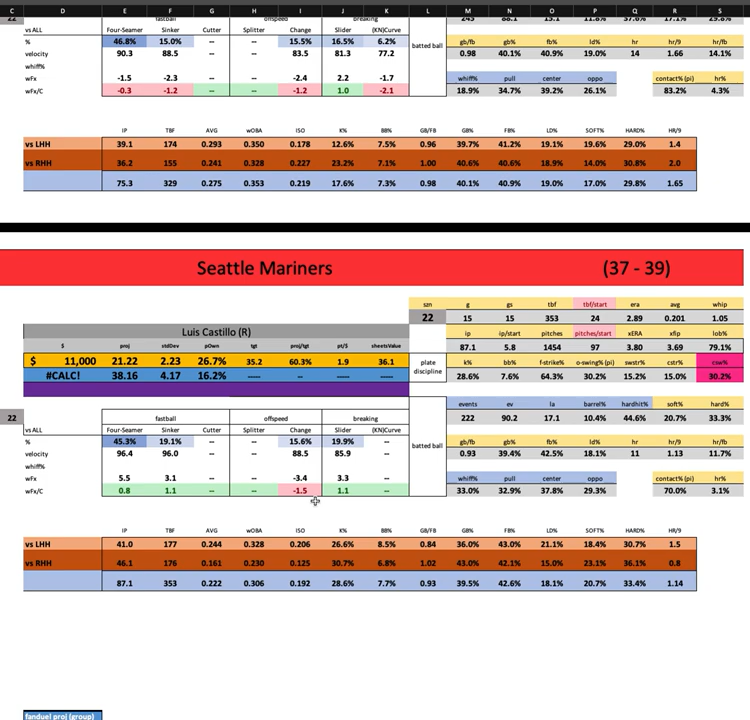 C D E F G H I J K L M N O P Q R S
22 fastball offspeed breaking 245 88.1 15.1 11.8% 37.6% 17.1% 29.8%
vs ALL Four-Seamer Sinker Cutter Splitter Change Slider (KN)Curve
% 46.8% 15.0% -- -- 15.5% 16.5% 6.2% batted ball gb/fb gb% fb% ld% hr hr/9 hr/fb
velocity 90.3 88.5 83.5 81.3 77.2 0.98 40.1% 40.9% 19.0% 14 1.66 14.1%
whiff%
wFx -1.5 -2.3 -2.4 2.2 -1.7 whiff% pull center oppo contact% (pi) hr%
wFx/C -0.3 -1.2 -- -- -1.2 1.0 -2.1 18.9% 34.7% 39.2% 26.1% 83.2% 4.3%
IP TBF AVG wOBA ISO K% BB% GB/FB GB% FB% LD% SOFT% HARD% HR/9
vs LHH 39.1 174 0.293 0.350 0.178 12.6% 7.5% 0.96 39.7% 41.2% 19.1% 19.6% 29.0% 1.4
vs RHH 36.2 155 0.241 0.328 0.227 23.2% 7.1% 1.00 40.6% 40.6% 18.9% 14.0% 30.8% 2.0
75.3 329 0.275 0.353 0.219 17.6% 7.3% 0.98 40.1% 40.9% 19.0% 17.0% 29.8% 1.65
Seattle Mariners (37 - 39)
szn g gs tbf tbf/start era avg whip
22 15 15 353 24 2.89 0.201 1.05
Luis Castillo (R) ip ip/start pitches pitches/start xERA xfip lob%
$ proj stdDev pOwn tgt proj/tgt pt/$ sheetsValue 87.1 5.8 1454 97 3.80 3.69 79.1%
$ 11,000 21.22 2.23 26.7% 35.2 60.3% 1.9 36.1 plate discipline k% bb% f-strike% o-swing% (pi) swstr% cstr% csw%
#CALC! 38.16 4.17 16.2% ---- -- ---- ---- 28.6% 7.6% 64.3% 30.2% 15.2% 15.0% 30.2%
events ev la barrel% hardhit% soft% hard%
22 fastball offspeed breaking 222 90.2 17.1 10.4% 44.6% 20.7% 33.3%
vs ALL Four-Seamer Sinker Cutter Splitter Change Slider (KN)Curve
% 45.3% 19.1% -- -- 15.6% 19.9% -- batted ball gb/fb gb% fb% ld% hr hr/9 hr/fb
velocity 96.4 96.0 88.5 85.9 0.93 39.4% 42.5% 18.1% 11 1.13 11.7%
whiff%
wFx 5.5 3.1 -- -- -3.4 3.3 -- whiff% pull center oppo contact% (pi) hr%
wFx/C 0.8 1.1 -- -- -1.5 1.1 -- 33.0% 32.9% 37.8% 29.3% 70.0% 3.1%
IP TBF AVG wOBA ISO K% BB% GB/FB GB% FB% LD% SOFT% HARD% HR/9
vs LHH 41.0 177 0.244 0.328 0.206 26.6% 8.5% 0.84 36.0% 43.0% 21.1% 18.4% 30.7% 1.5
vs RHH 46.1 176 0.161 0.230 0.125 30.7% 6.8% 1.02 43.0% 42.1% 15.0% 23.1% 36.1% 0.8
87.1 353 0.222 0.306 0.192 28.6% 7.7% 0.93 39.5% 42.6% 18.1% 20.7% 33.4% 1.14
fanduel proj (group)